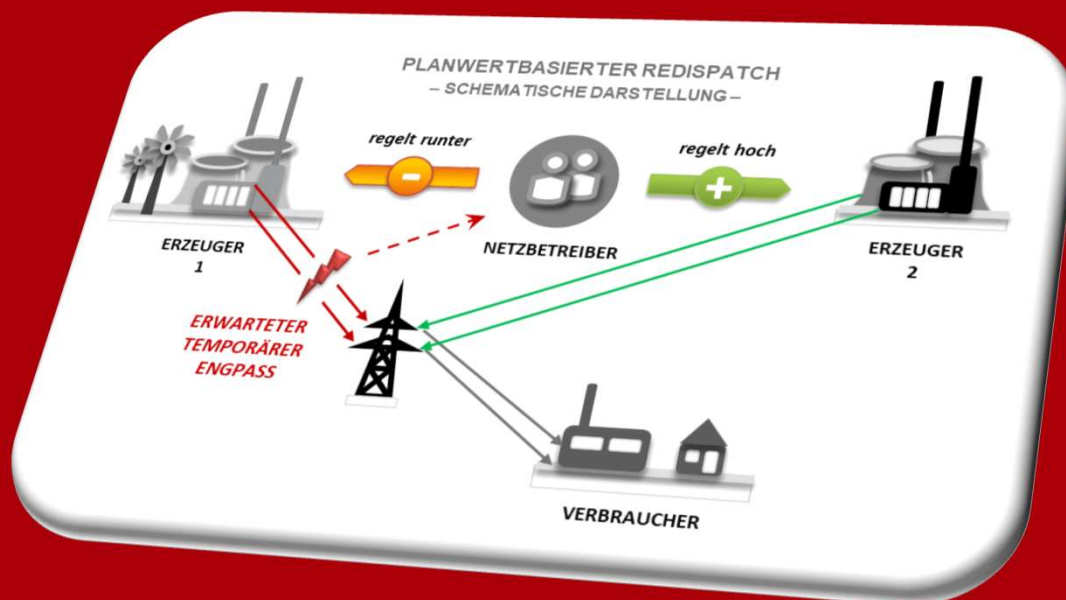 PLANWERTBASIERTER REDISPATCH
– SCHEMATISCHE DARSTELLUNG –
regelt runter
regelt hoch
-
+
ERZEUGER
1
NETZBETREIBER
ERZEUGER
2
ERWARTETER
TEMPORÄRER
ENGPASS
VERBRAUCHER